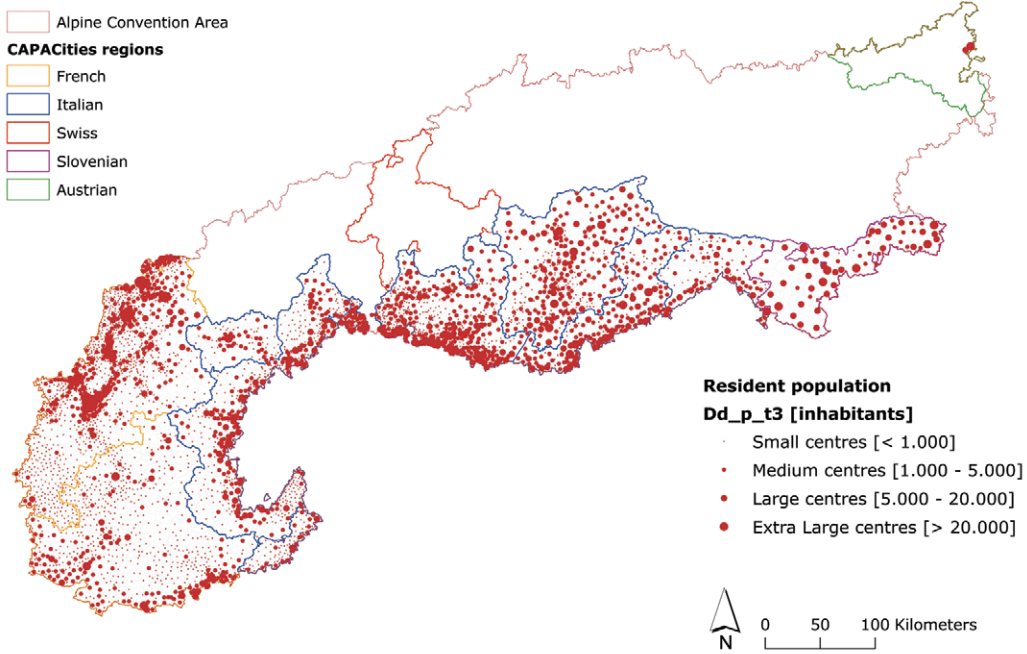 Alpine Convention Area
CAPACities regions
French
Italian
Swiss
Slovenian
Austrian
Resident population
Dd_p_t3 [inhabitants]
Small centres [< 1.000]
Medium centres [1.000 - 5.000]
Large centres [5.000 - 20.000]
Extra Large centres [> 20.000]
N
0 50 100 Kilometers